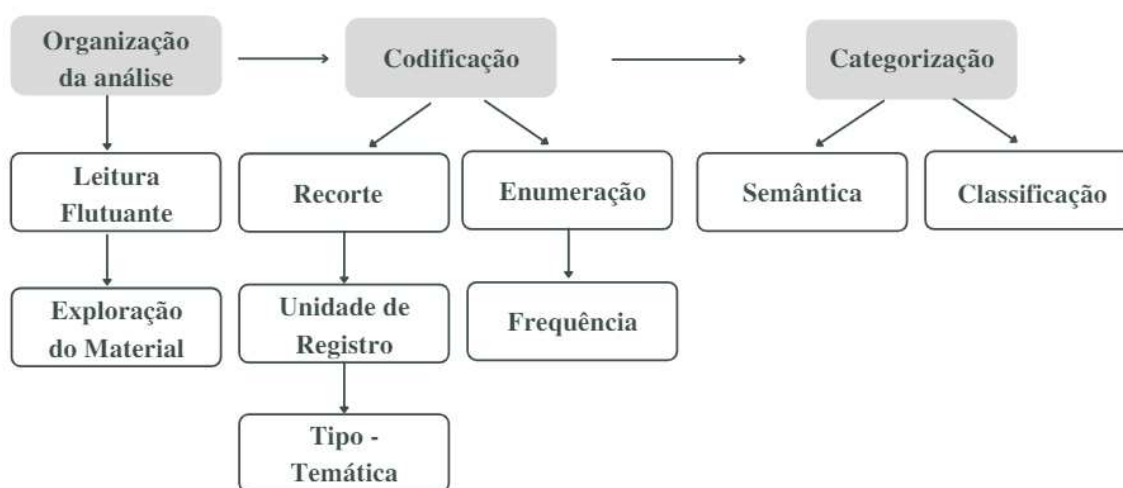 Organização
da análise
Codificação
Categorização
Leitura
Flutuante
Recorte
Enumeração
Semântica
Classificação
Exploração
do Material
Unidade de
Registro
Frequência
Tipo -
Temática